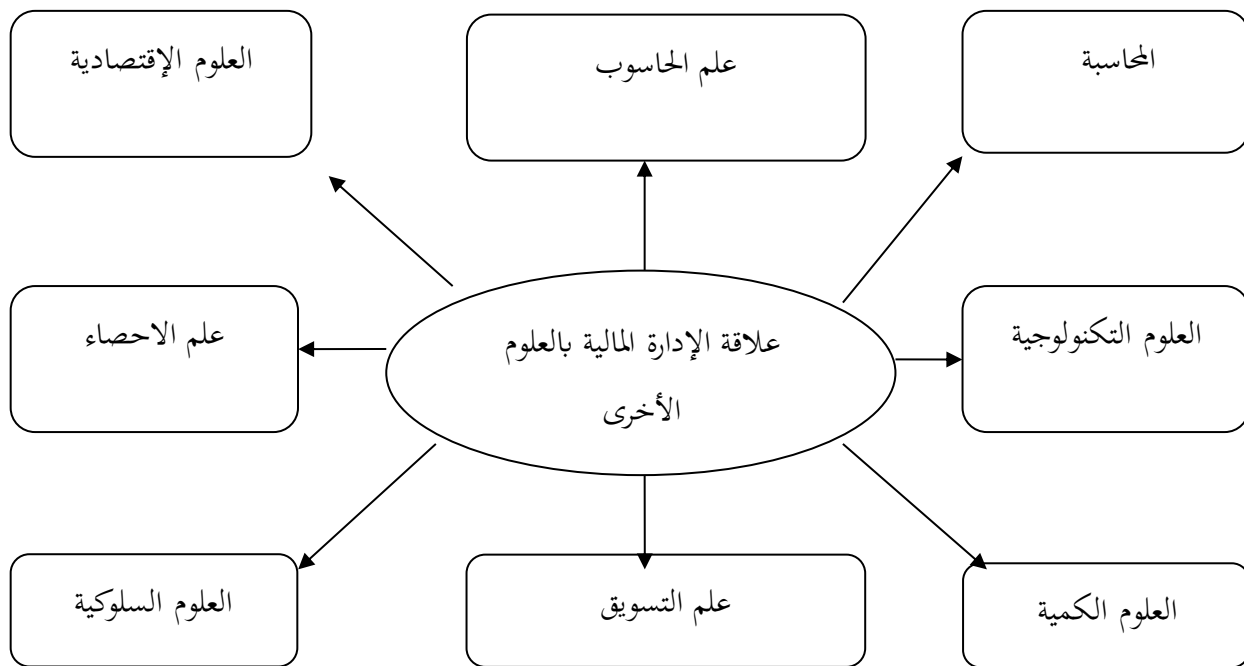 المحاسبة
علم الحاسوب
العلوم الإقتصادية
العلوم التكنولوجية
علاقة الإدارة المالية بالعلوم
الأخرى
علم الاحصاء
العلوم الكمية
علم التسويق
العلوم السلوكية